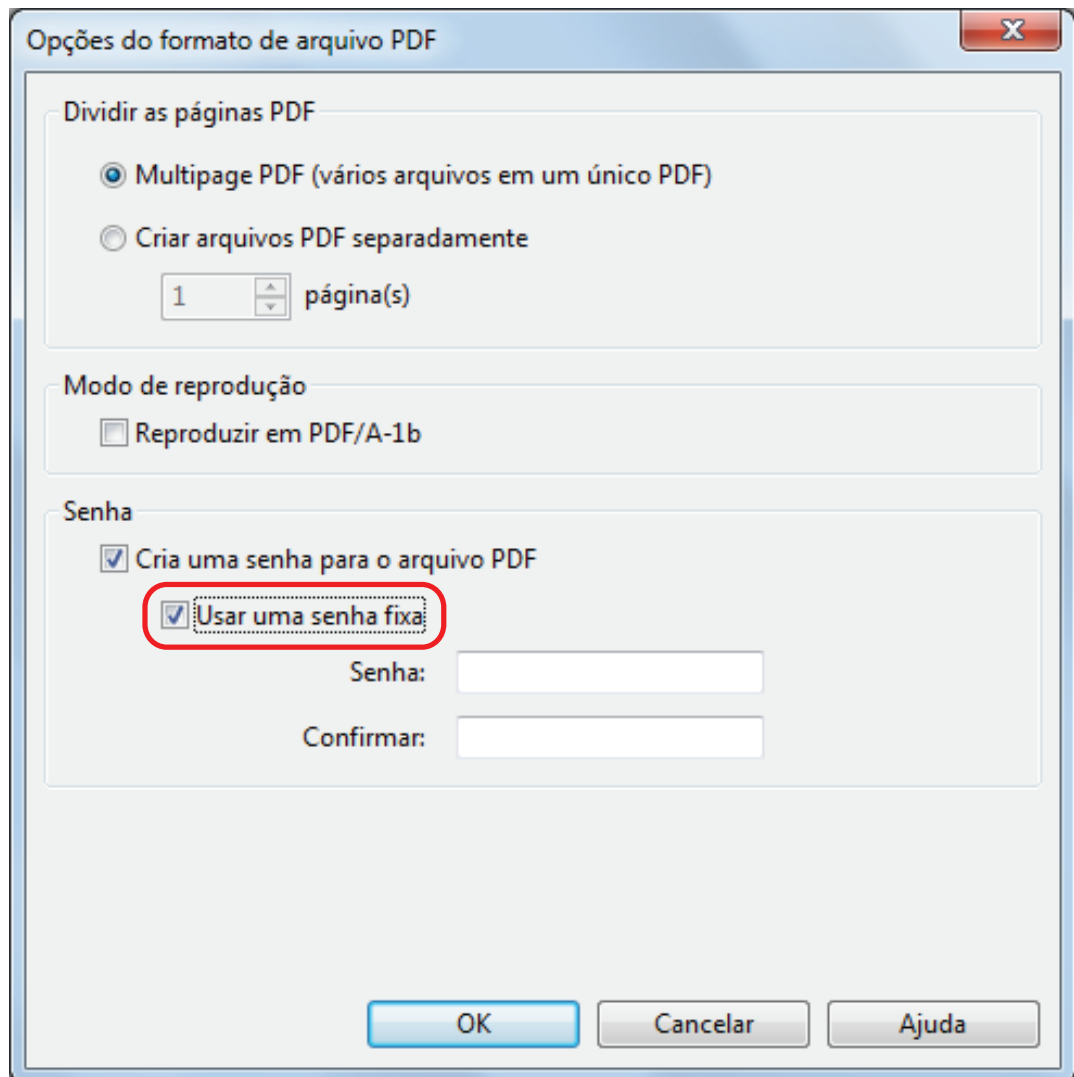 Opções do formato de arquivo PDF
Dividir as páginas PDF
Multipage PDF (vários arquivos em um único PDF)
Criar arquivos PDF separadamente
1 página(s)
Modo de reprodução
Reproduzir em PDF/A-1b
Senha
Cria uma senha para o arquivo PDF
Usar uma senha fixa
Senha:
Confirmar:
OK Cancelar Ajuda